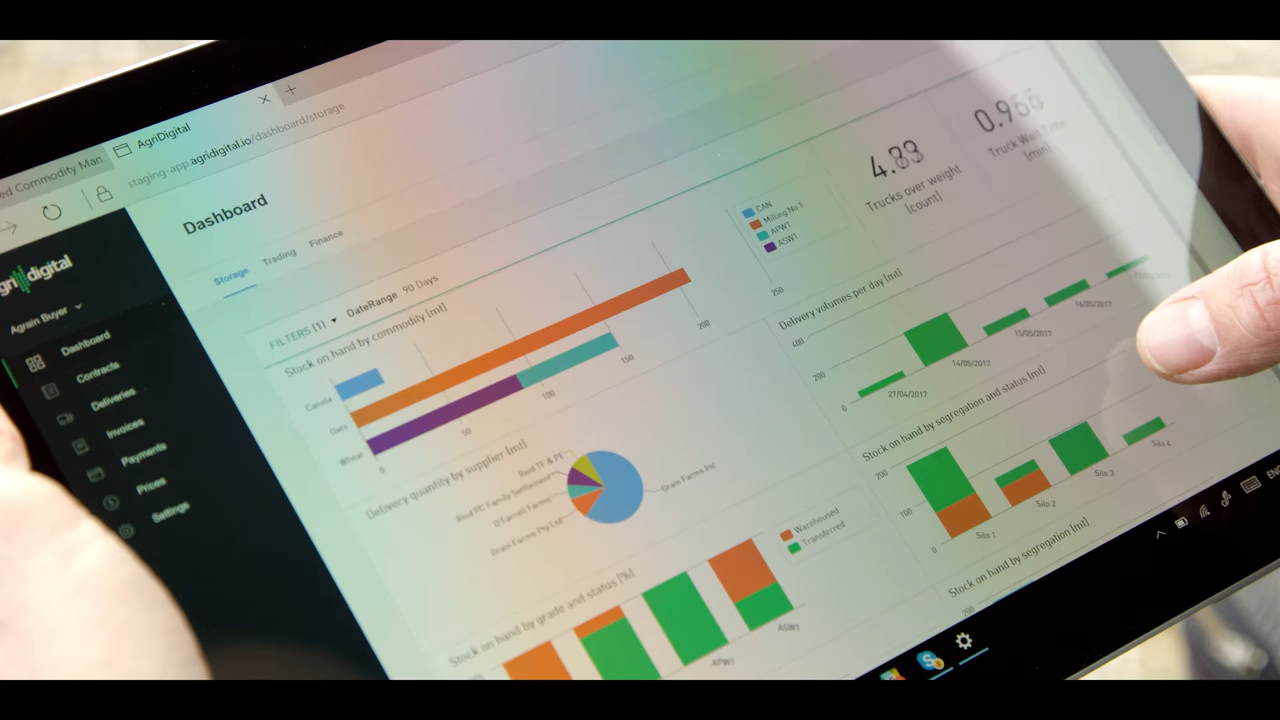 ed Commodity Man
AgriDigital
staging-app.agridigital.io/dashboard/storage
gridigital
Agrain Buyer
Dashboard
Contracts
Deliveries
Invoices
Payments
Prices
Settings
Dashboard
Storage Trading Finance
FILTERS (1) DateRange 90 Days
Stock on hand by commodity [mt]
CAN
Milling No 1
APW1
ASW1
Canola
Oats
Wheat
0 50 100 150 200 250
Delivery quantity by supplier [mt]
Reid TF & PE
Reid PC Family Settlement
O'Farrell Farms
Grain Farms Pty Ltd
Grain Farms Inc
Stock on hand by grade and status [%]
Warehoused
Transferred
APW1
ASW1
4.83
Trucks over weight
[count]
Truck Wait Time
Delivery volumes per day [mt]
400
200
0
27/04/2017
14/05/2017
15/05/2017
16/05/2017
Stock on hand by segregation and status [mt]
200
100
0
Silo 1
Silo 2
Silo 3
Silo 4
Stock on hand by segregation [mt]
200
ENG